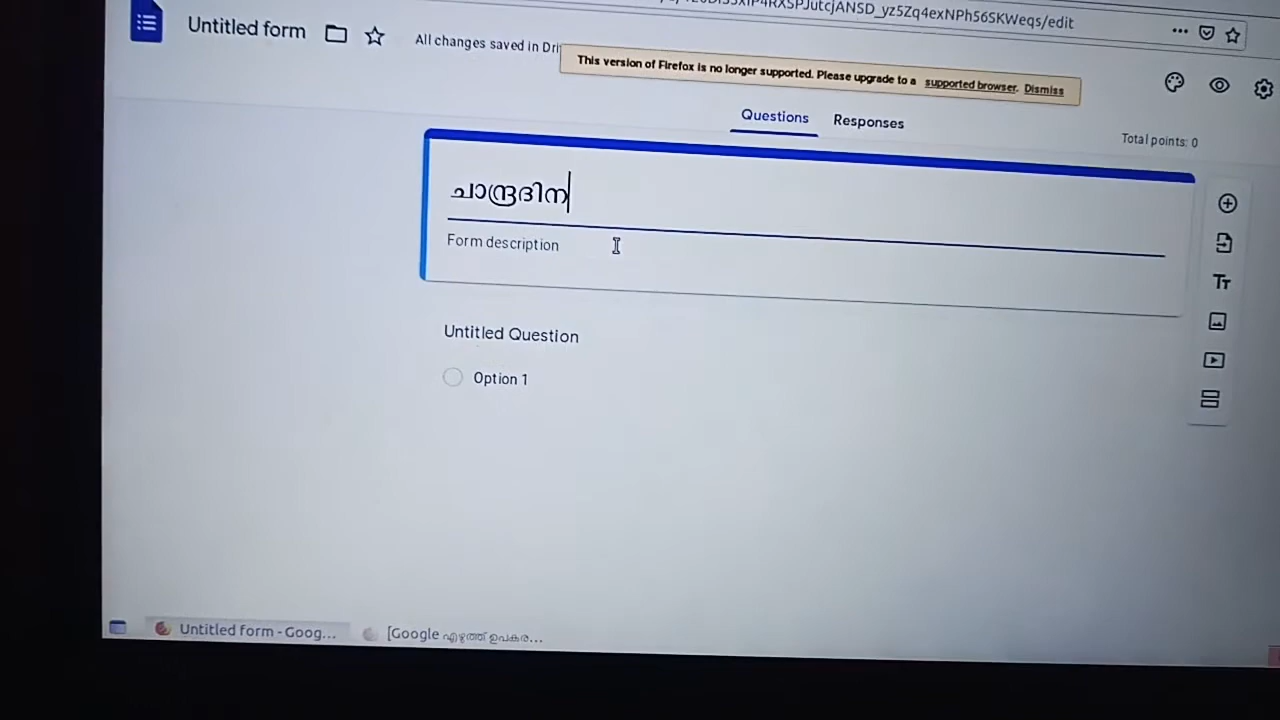 Untitled form
All changes saved in Dri
This version of Firefox is no longer supported. Please upgrade to a supported browser. Dismiss
Questions Responses
Total points: 0
ചാന്ദ്രദിന
Form description
Tт
Untitled Question
Option 1
Untitled form - Goog...
[Google എഴുത്ത് ഉപകര...